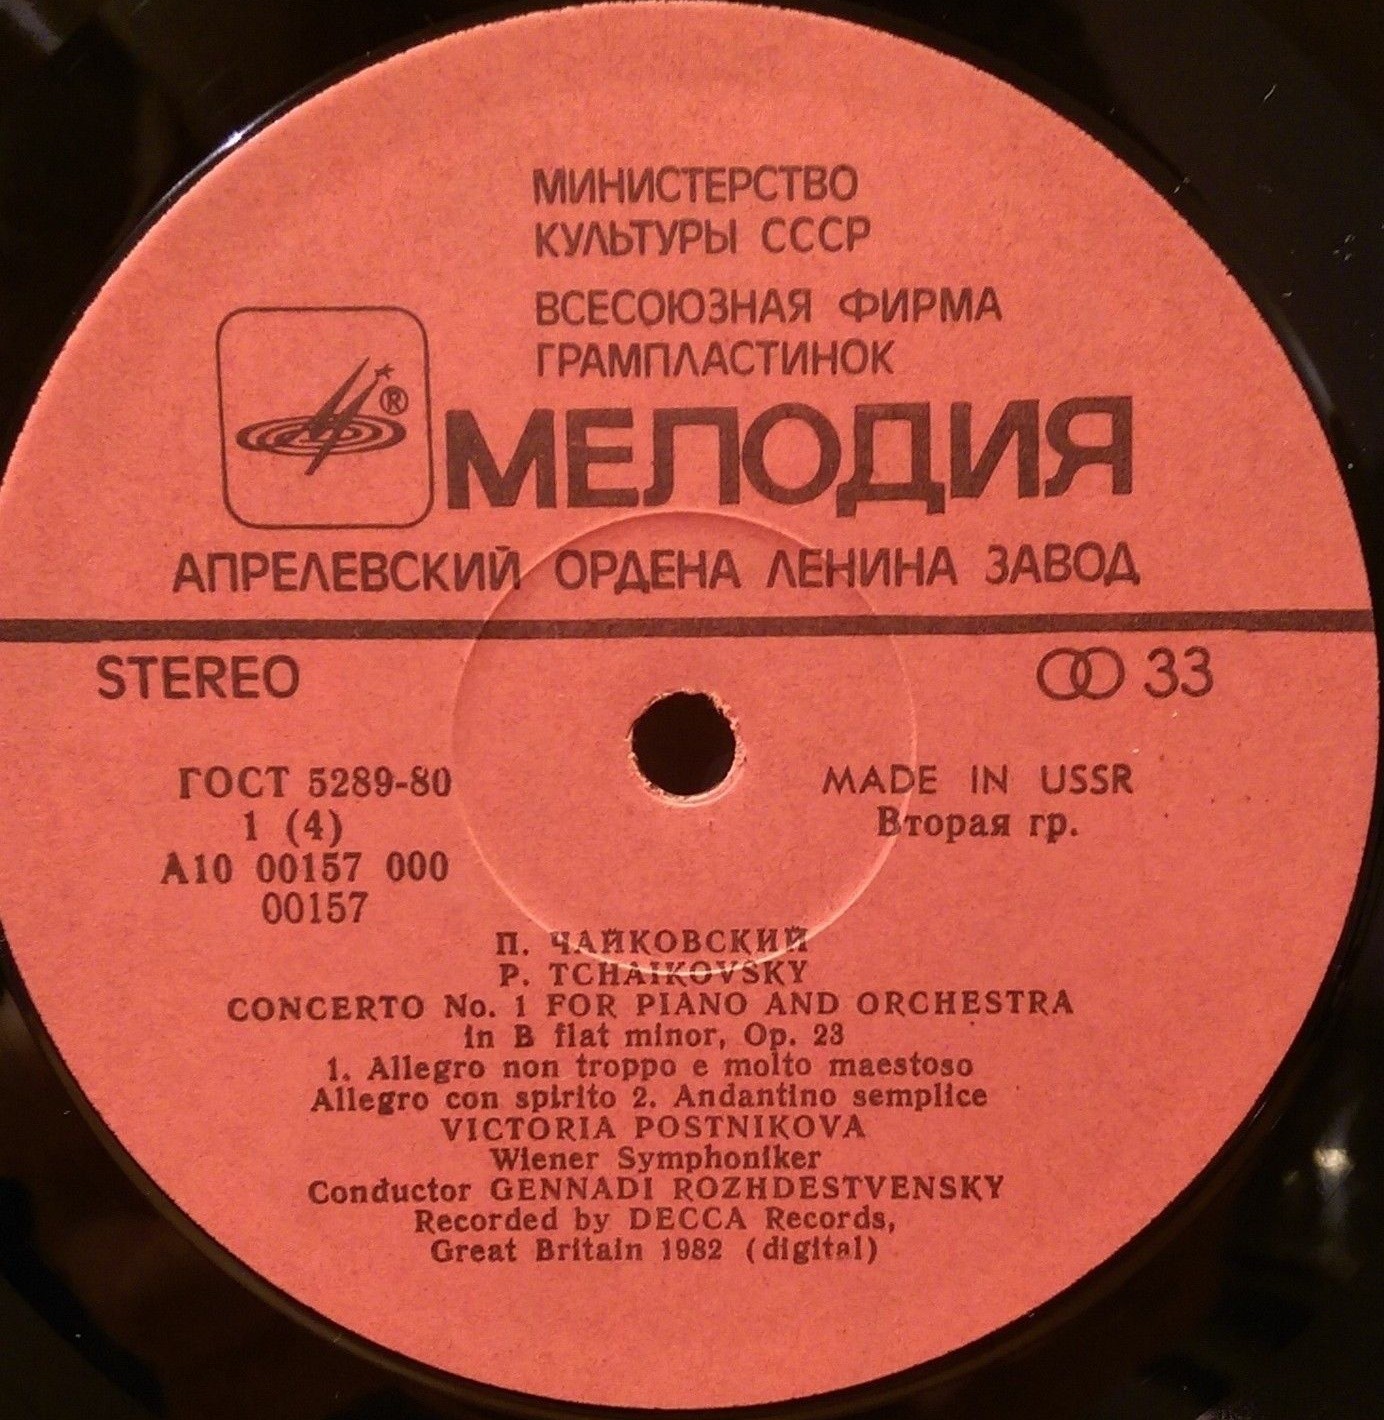 МИНИСТЕРСТВО
КУЛЬТУРЫ СССР
ВСЕСОЮЗНАЯ ФИРМА
ГРАМПЛАСТИНОК
®
МЕЛОДИЯ
АПРЕЛЕВСКИЙ ОРДЕНА ЛЕНИНА ЗАВОД
STEREO
33
ГОСТ 5289-80
1 (4)
А10 00157 000
00157
MADE IN USSR
Вторая гр.
П. ЧАЙКОВСКИЙ
P. TCHAIKOVSKY
CONCERTO No. 1 FOR PIANO AND ORCHESTRA
in B flat minor, Op. 23
1. Allegro non troppo e molto maestoso
Allegro con spirito 2. Andantino semplice
VICTORIA POSTNIKOVA
Wiener Symphoniker
Conductor GENNADI ROZHDESTVENSKY
Recorded by DECCA Records,
Great Britain 1982 (digital)